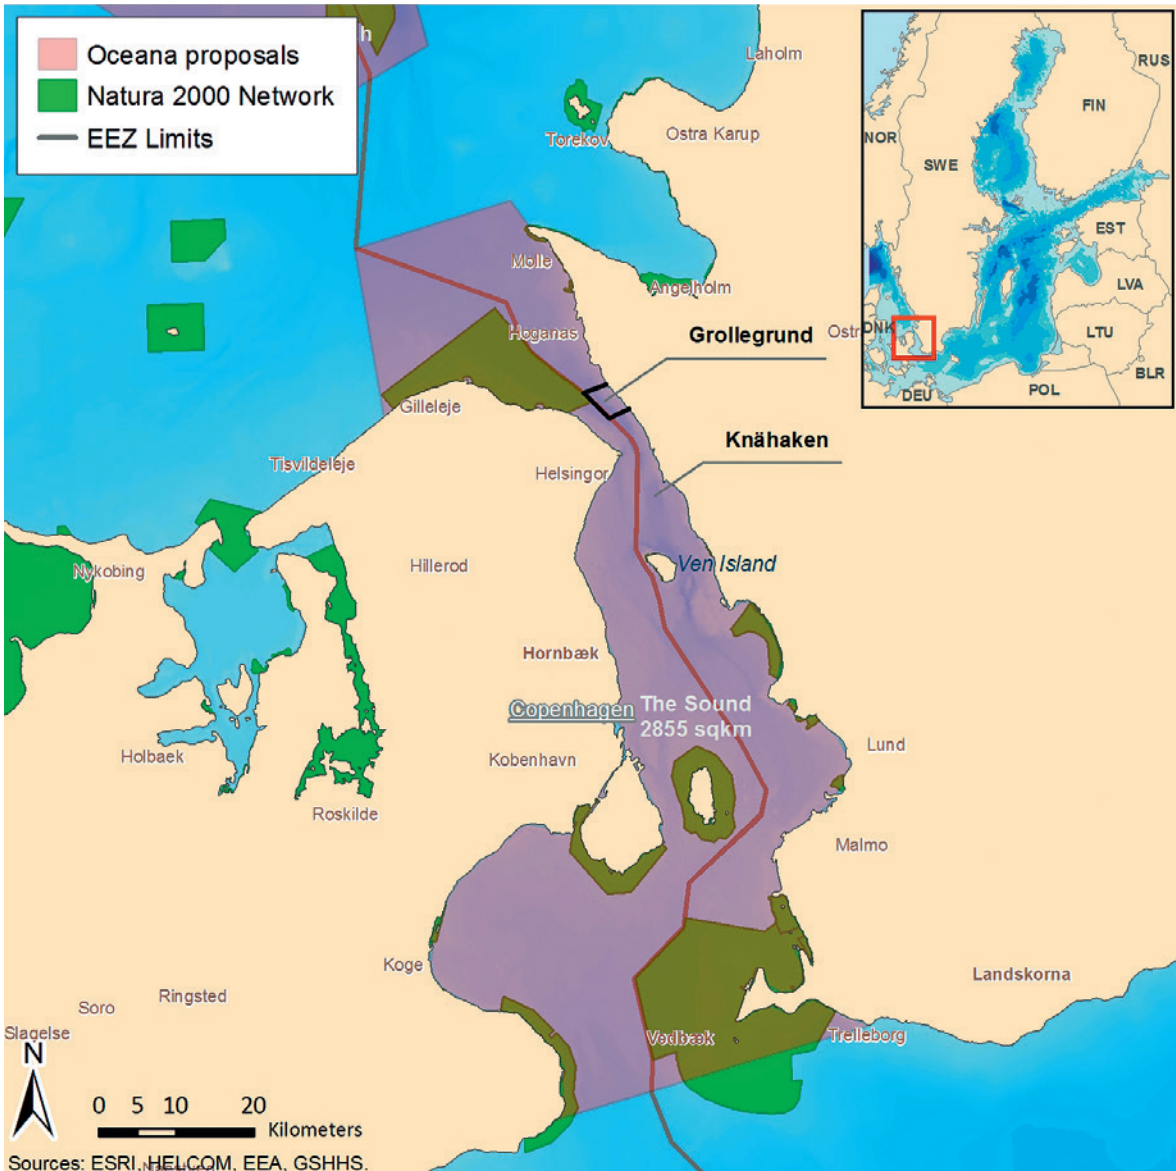 h
Oceana proposals
Natura 2000 Network
EEZ Limits
Laholm
Torekov
Ostra Karup
NOR
SWE
FIN
RUS
EST
LVA
LTU
BLR
POL
DEU
DNK
Ostr
Molle
Angelholm
Hoganas
Grollegrund
Gilleleje
Knähaken
Tisvildeleje
Helsingor
Nykobing
Hillerod
Ven Island
Hornbæk
Copenhagen
The Sound
2855 sqkm
Holbaek
Kobenhavn
Lund
Roskilde
Malmo
Koge
Landskorna
Soro
Ringsted
Slagelse
Vedbæk
Trelleborg
N
0 5 10 20
Kilometers
Sources: ESRI, HELCOM, EEA, GSHHS.